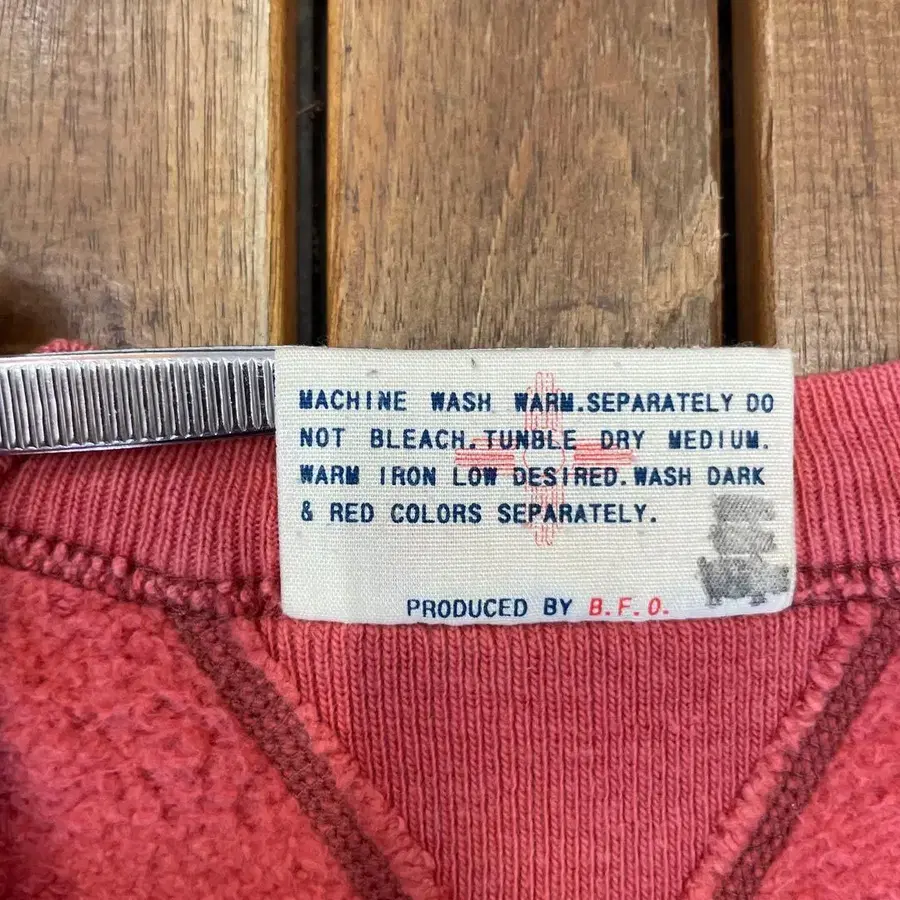 MACHINE WASH WARM.SEPARATELY DO
NOT BLEACH.TUNBLE DRY MEDIUM.
WARM IRON LOW DESIRED.WASH DARK
& RED COLORS SEPARATELY.
PRODUCED BY B.F.O.